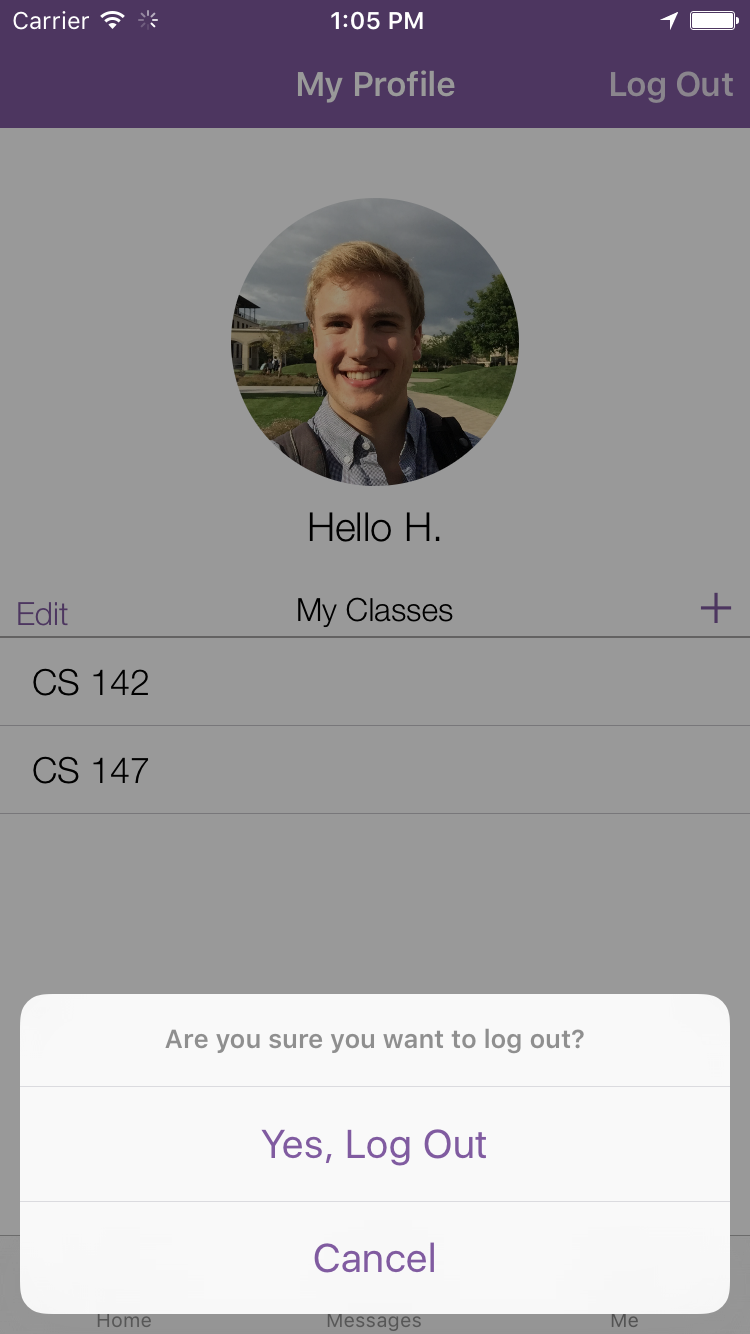 Carrier 1:05 PM
My Profile Log Out
Hello H.
Edit My Classes +
CS 142
CS 147
Are you sure you want to log out?
Yes, Log Out
Cancel
Home Messages Me